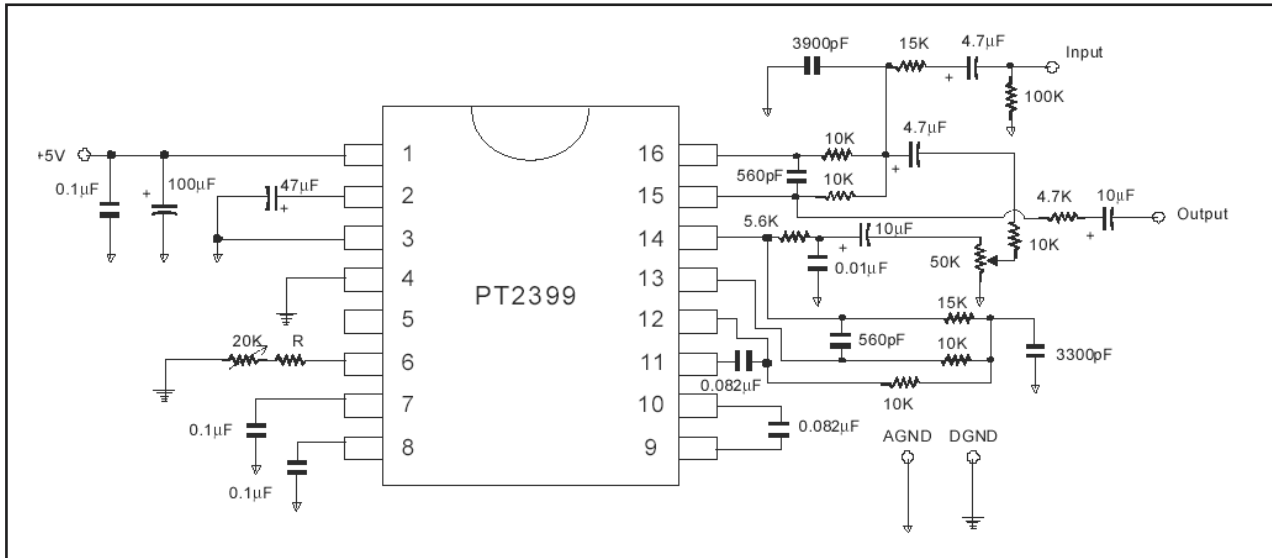 3900pF
15K
4.7µF
Input
100K
+5V
0.1µF
100µF
47µF
1
2
3
4
5
6
7
8
PT2399
16
15
14
13
12
11
10
9
10K
4.7µF
560pF
10K
4.7K
10µF
Output
5.6K
10µF
0.01µF
50K
10K
15K
560pF
10K
3300pF
0.082µF
10K
0.082µF
20K
R
0.1µF
0.1µF
AGND
DGND
+
+
+
+
+
+